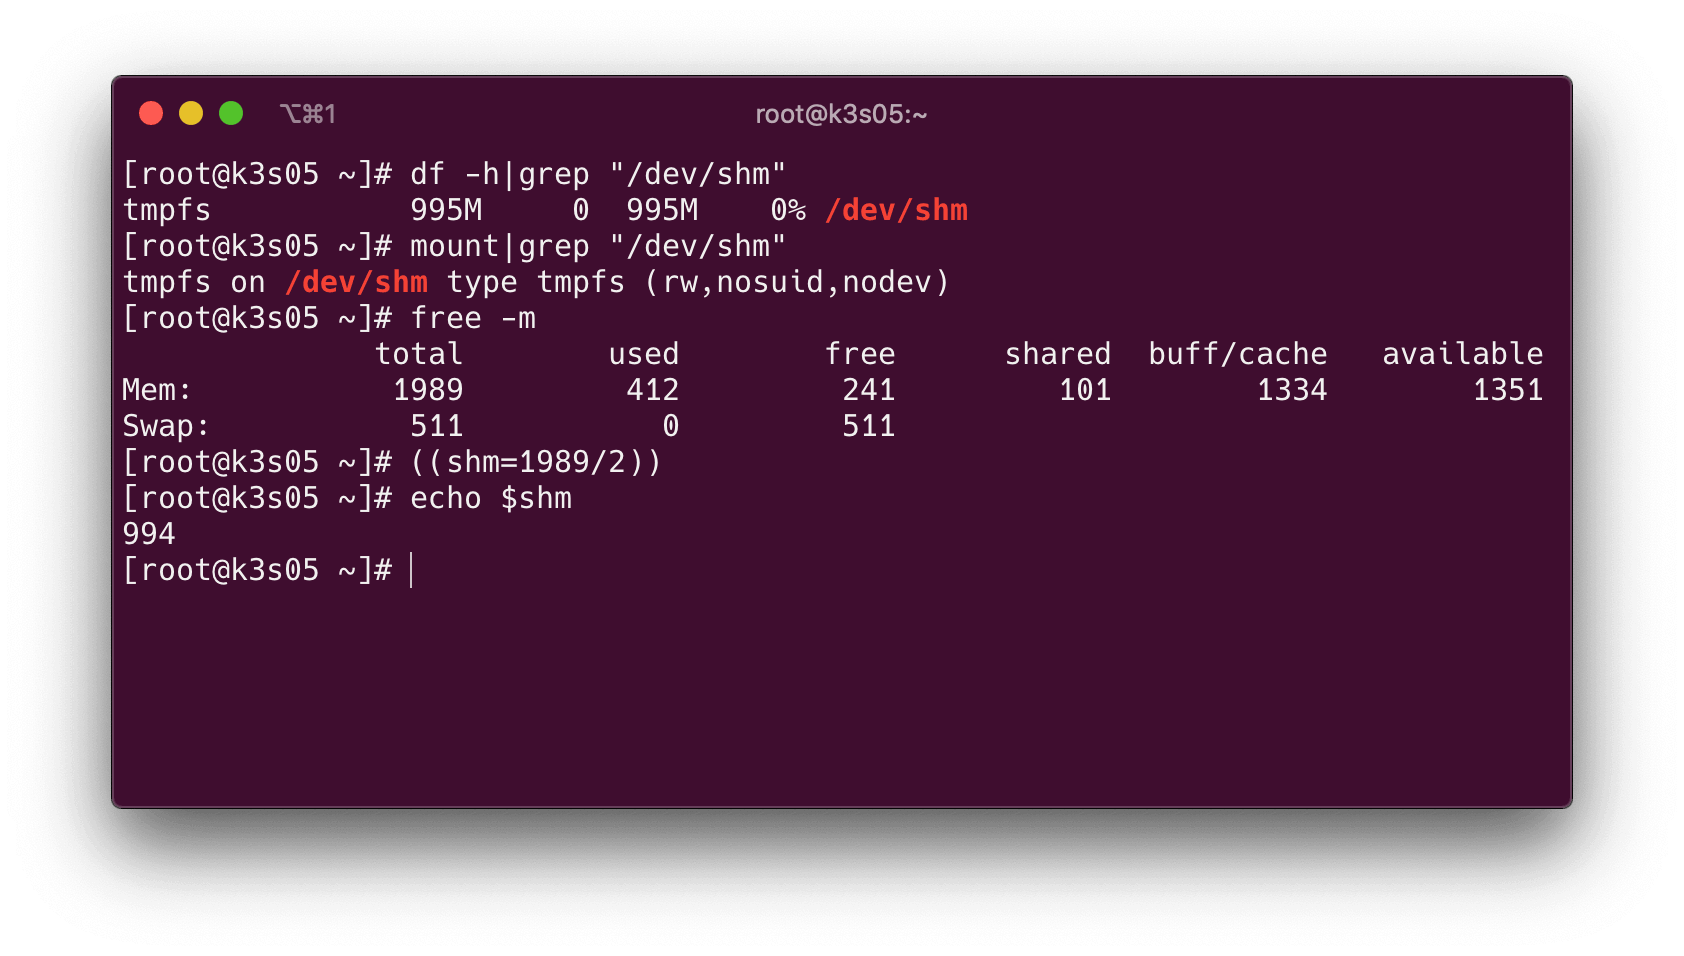 ⌥⌘1 root@k3s05:~
[root@k3s05 ~]# df -h|grep "/dev/shm"
tmpfs           995M     0  995M    0% /dev/shm
[root@k3s05 ~]# mount|grep "/dev/shm"
tmpfs on /dev/shm type tmpfs (rw,nosuid,nodev)
[root@k3s05 ~]# free -m
              total        used        free      shared  buff/cache   available
Mem:           1989         412         241         101        1334        1351
Swap:           511           0         511
[root@k3s05 ~]# ((shm=1989/2))
[root@k3s05 ~]# echo $shm
994
[root@k3s05 ~]#